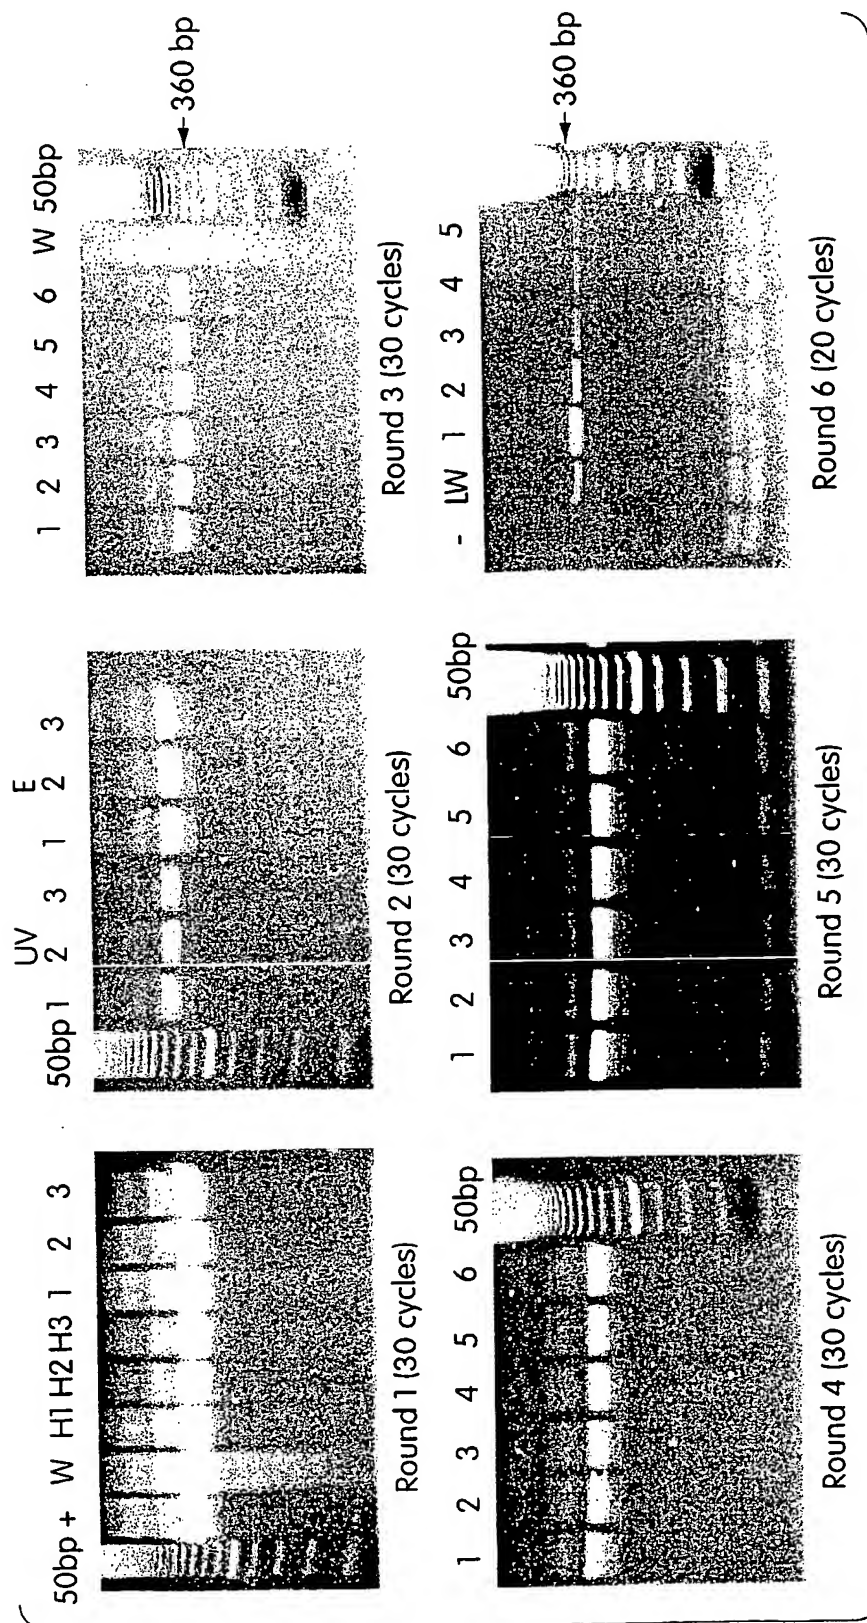 50bp + W H1 H2 H3 1 2 3
Round 1 (30 cycles)
UV E
50bp 1 2 3 1 2 3
Round 2 (30 cycles)
1 2 3 4 5 6 W 50bp
360 bp
Round 3 (30 cycles)
1 2 3 4 5 6 50bp
Round 4 (30 cycles)
1 2 3 4 5 6 50bp
Round 5 (30 cycles)
- LW 1 2 3 4 5
360 bp
Round 6 (20 cycles)